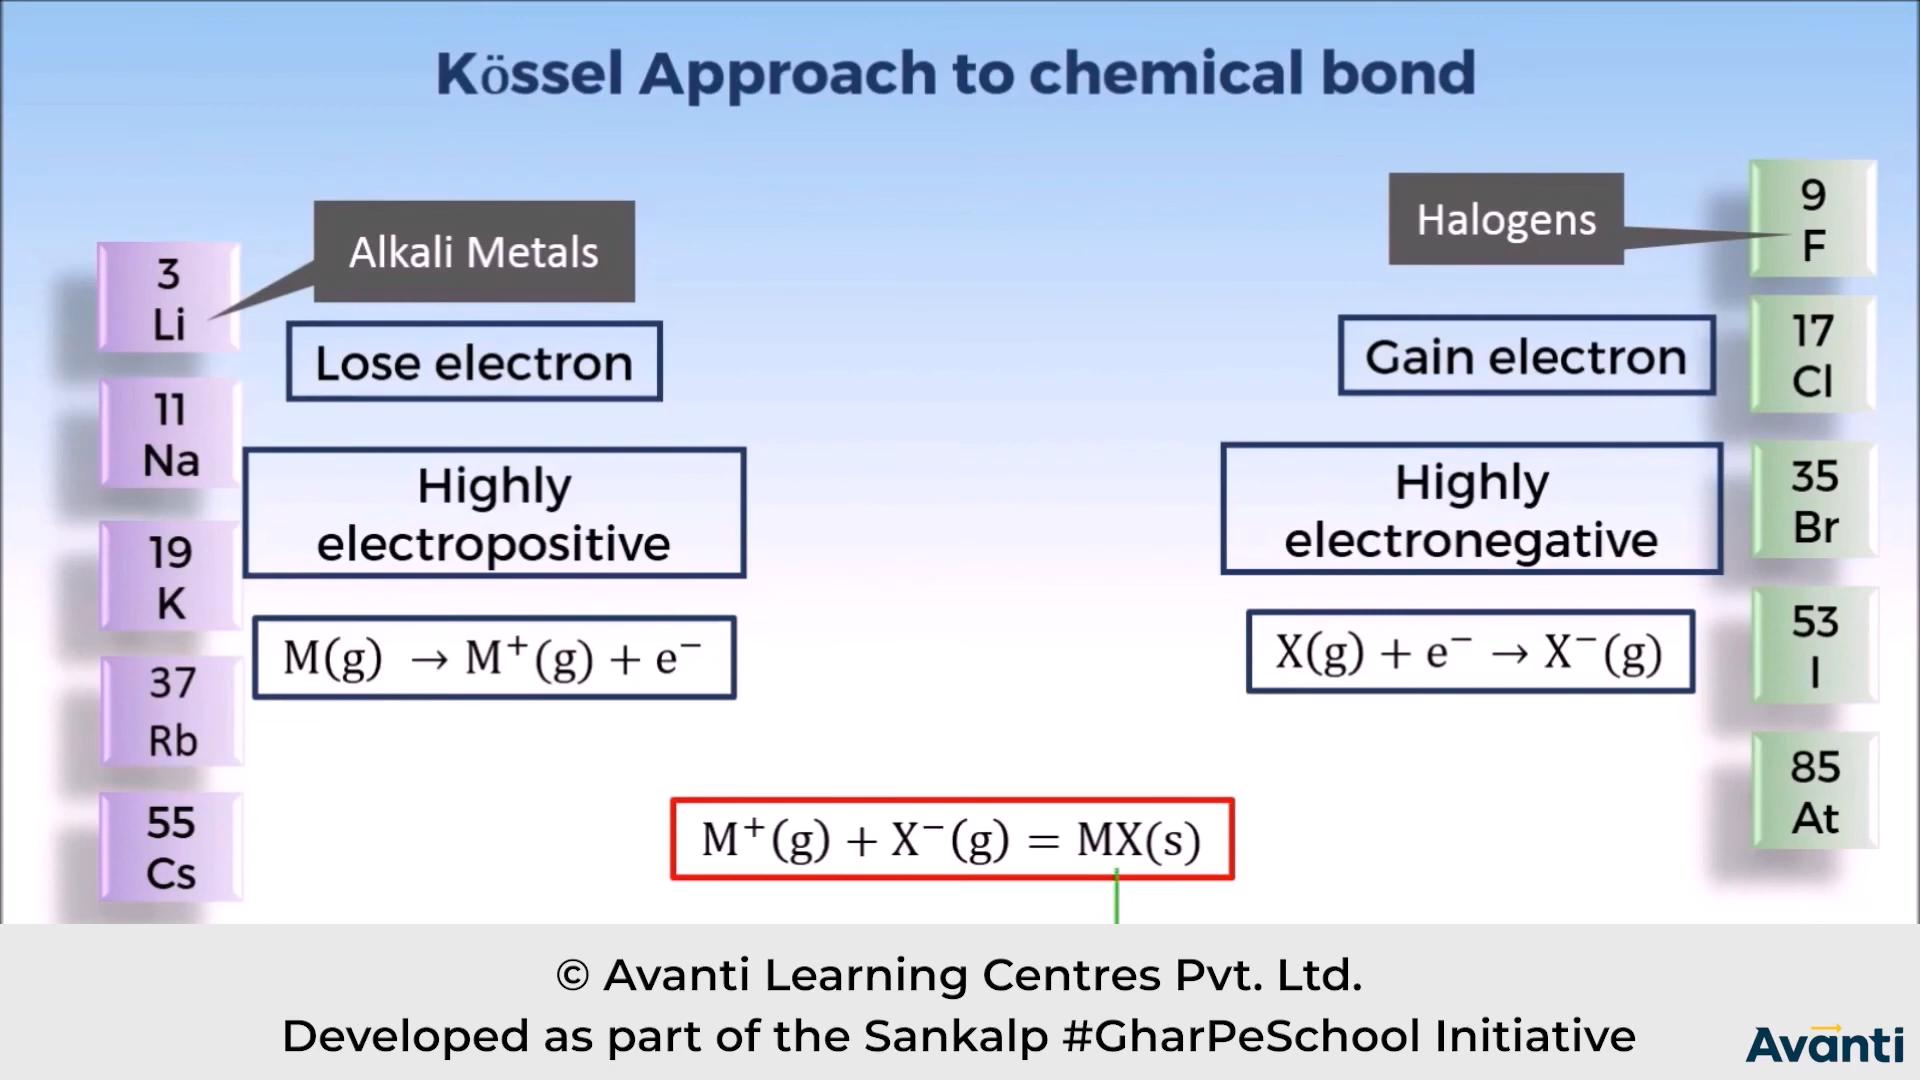 Kössel Approach to chemical bond
Alkali Metals
Halogens
3
Li
11
Na
19
K
37
Rb
55
Cs
Lose electron
Highly
electropositive
M(g) → M⁺(g) + e⁻
Gain electron
Highly
electronegative
X(g) + e⁻ → X⁻(g)
9
F
17
Cl
35
Br
53
I
85
At
M⁺(g) + X⁻(g) = MX(s)
© Avanti Learning Centres Pvt. Ltd.
Developed as part of the Sankalp #GharPeSchool Initiative
Avanti